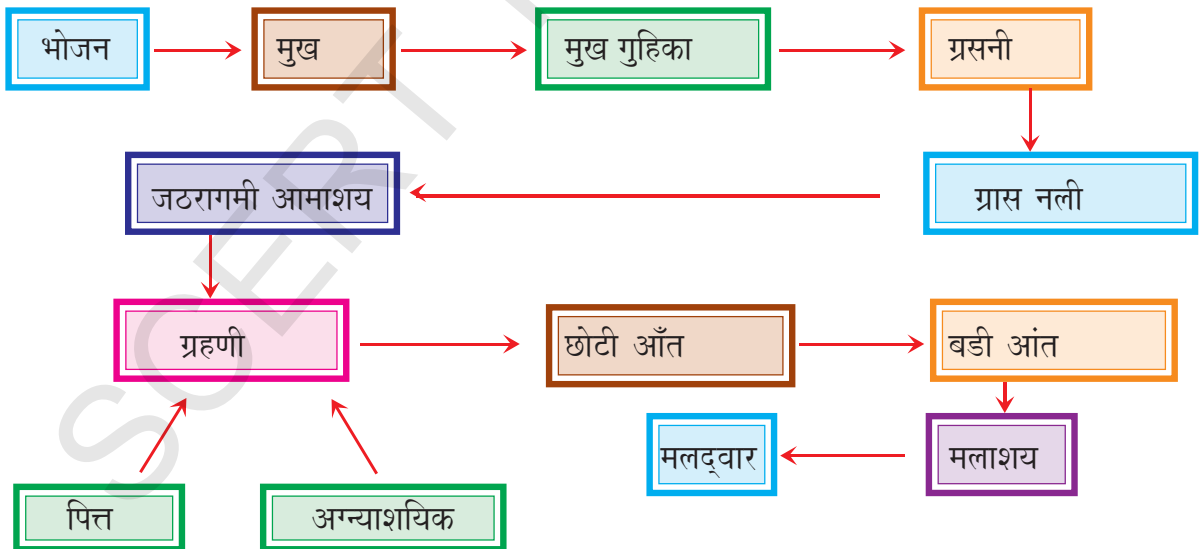 भोजन
मुख
मुख गुहिका
ग्रसनी
ग्रास नली
जठरागमी आमाशय
ग्रहणी
छोटी आँत
बडी आंत
मलाशय
मलद्‌वार
पित्त
अग्न्याशयिक
SCERT